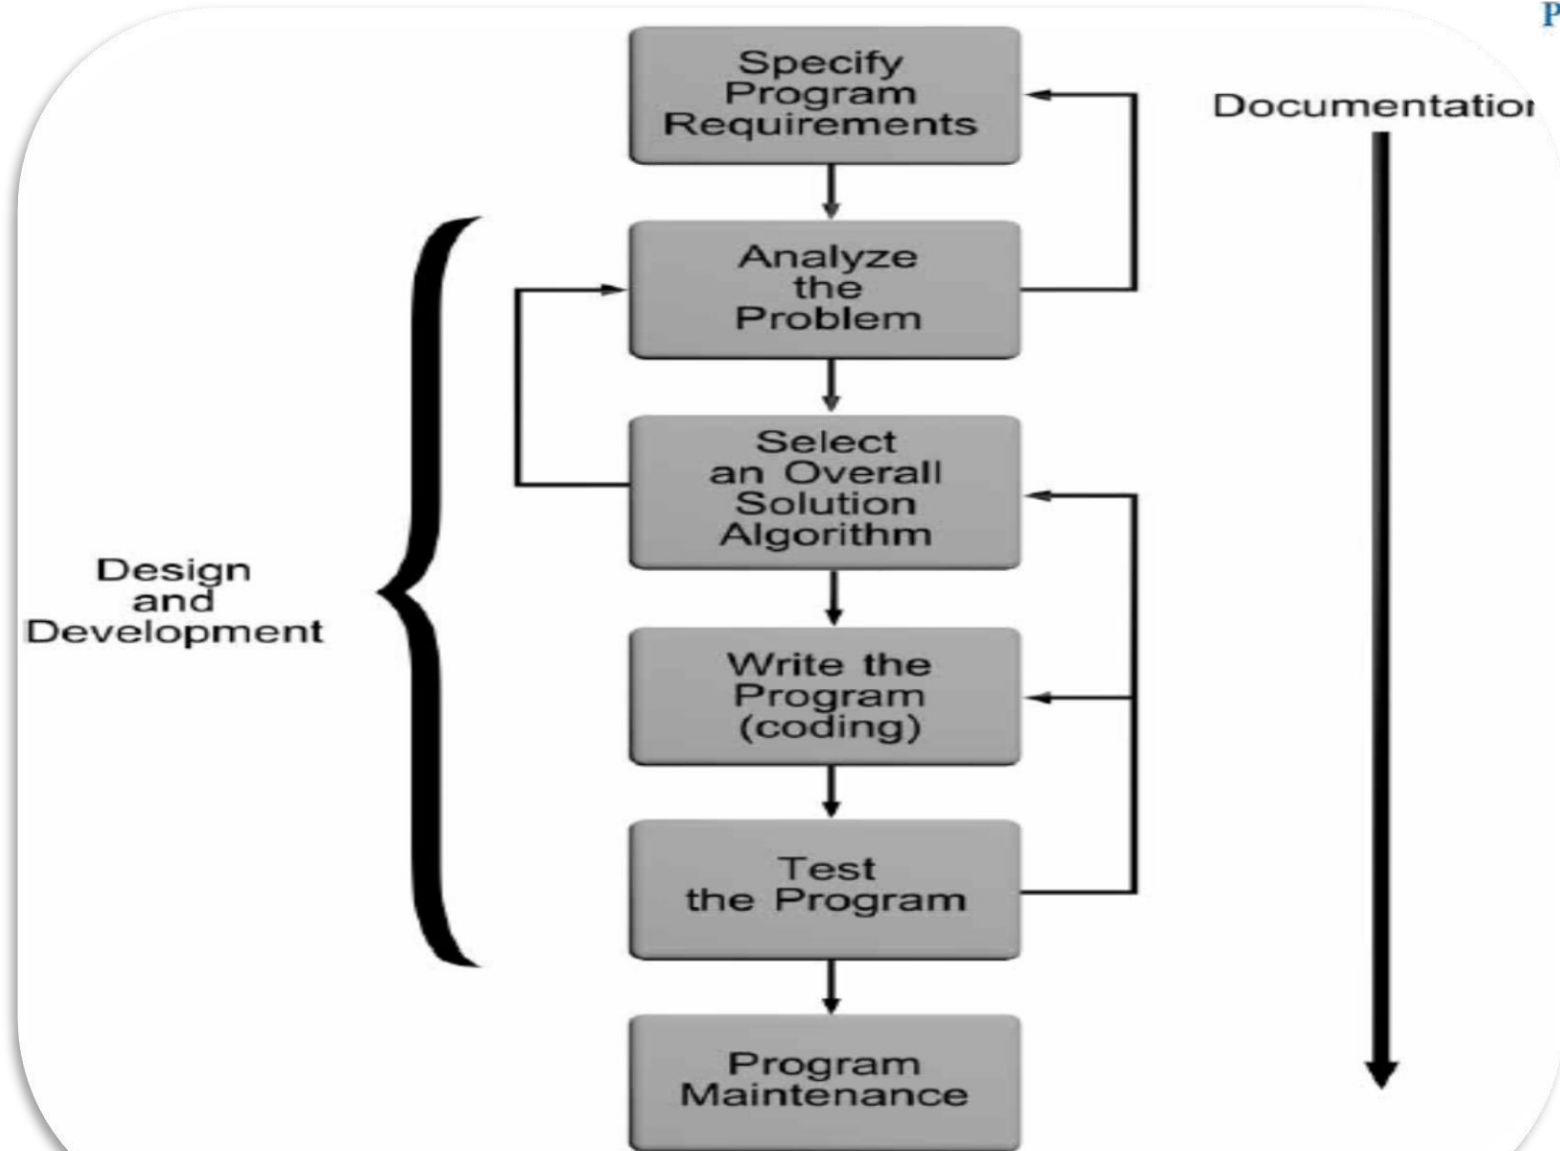 P
Specify
Program
Requirements
Documentation
Analyze
the
Problem
Select
an Overall
Solution
Algorithm
Design
and
Development
Write the
Program
(coding)
Test
the Program
Program
Maintenance